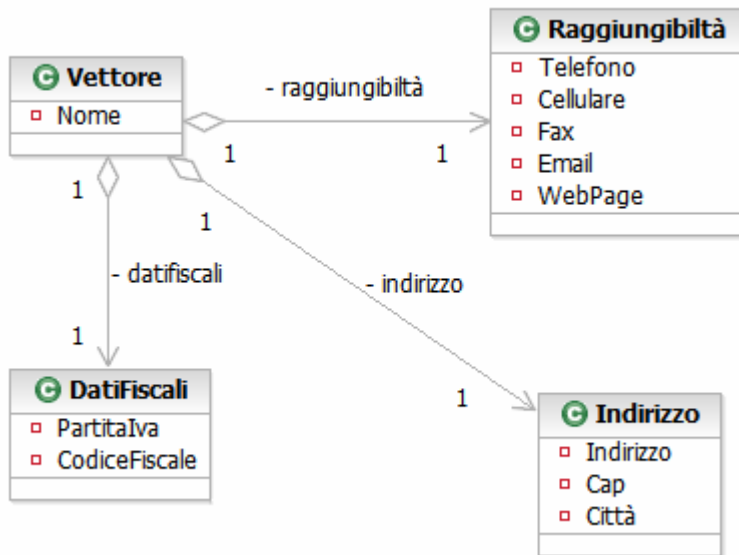 C Vettore
Nome
C Raggiungibiltà
Telefono
Cellulare
Fax
Email
WebPage
- raggiungibiltà
1
1
1
1
- datifiscali
- indirizzo
1
1
C DatiFiscali
PartitaIva
CodiceFiscale
C Indirizzo
Indirizzo
Cap
Città